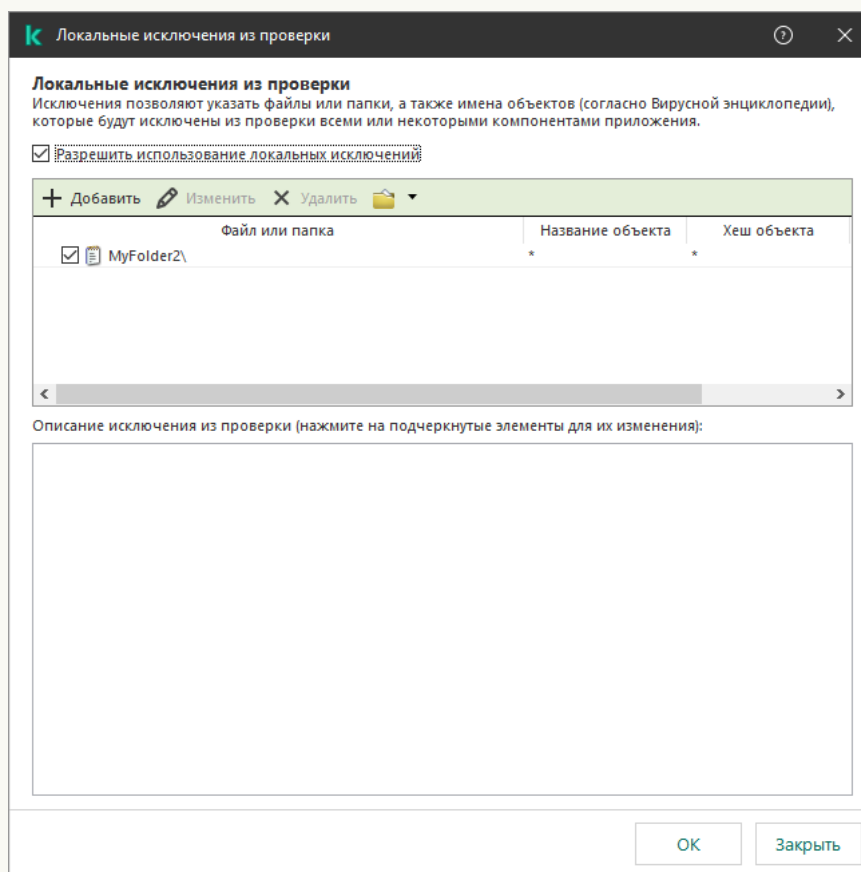 Локальные исключения из проверки
Локальные исключения из проверки
Исключения позволяют указать файлы или папки, а также имена объектов (согласно Вирусной энциклопедии),
которые будут исключены из проверки всеми или некоторыми компонентами приложения.
Разрешить использование локальных исключений
Добавить Изменить Удалить
Файл или папка Название объекта Хеш объекта
MyFolder2\ * *
Описание исключения из проверки (нажмите на подчеркнутые элементы для их изменения):
ОК Закрыть